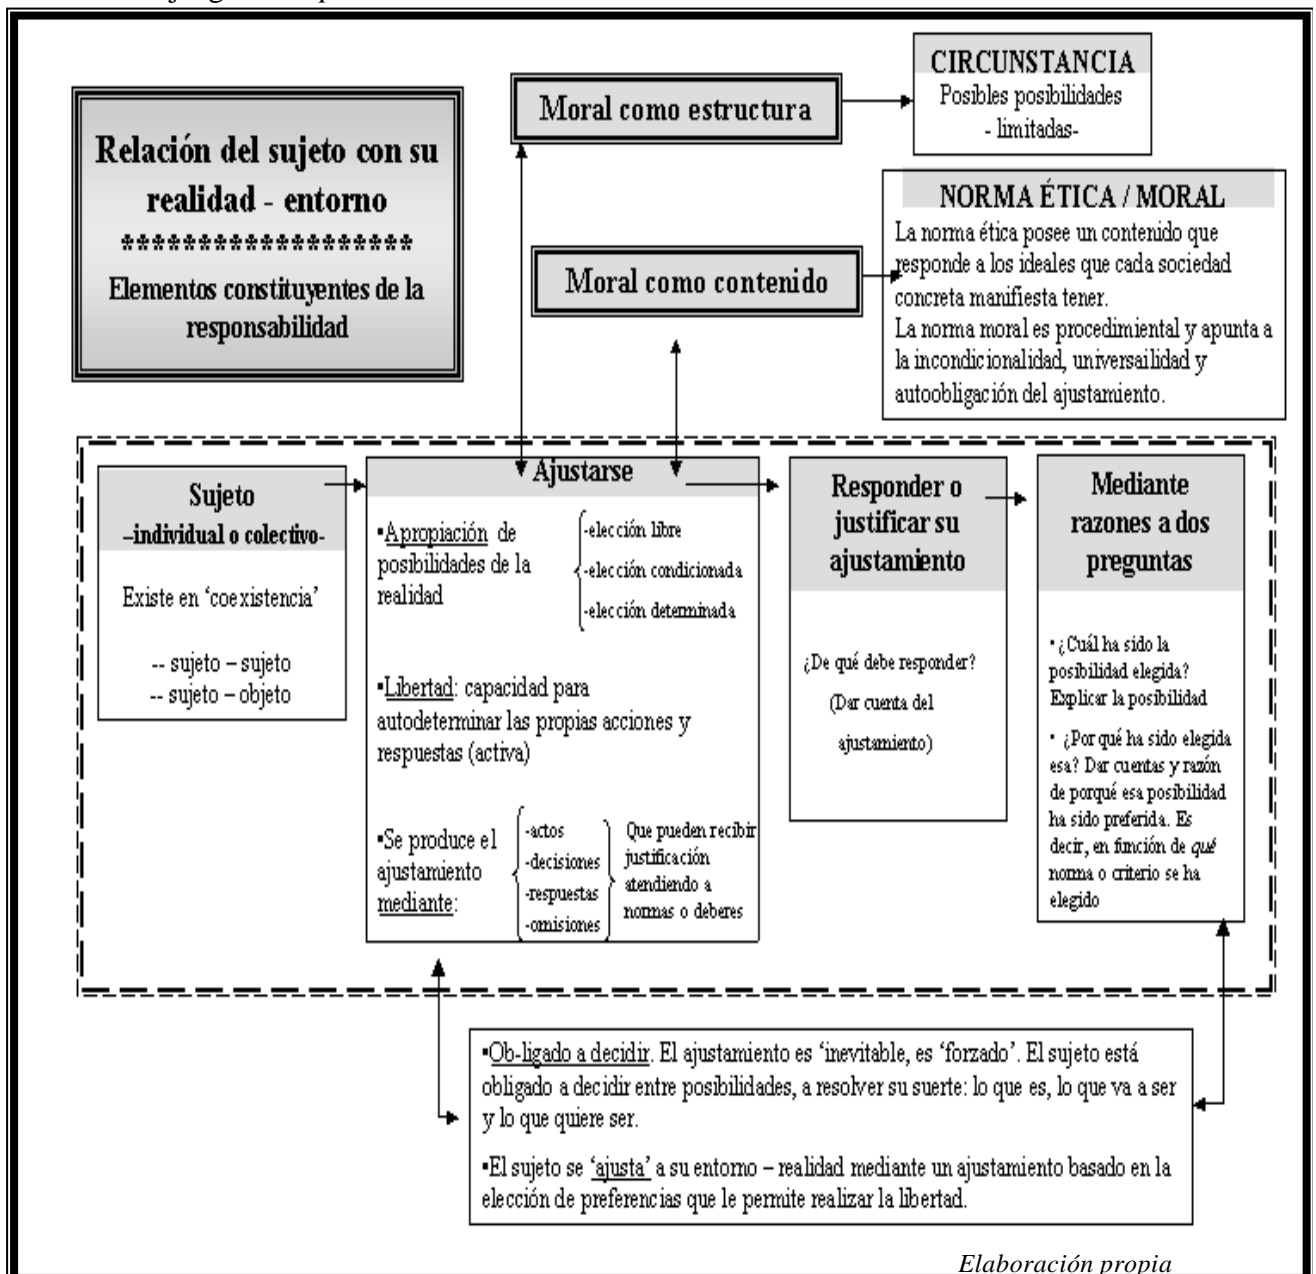 Relación del sujeto con su
realidad - entorno
*******************
Elementos constituyentes de la
responsabilidad
Moral como estructura
CIRCUNSTANCIA
Posibles posibilidades
- limitadas-
Moral como contenido
NORMA ÉTICA / MORAL
La norma ética posee un contenido que
responde a los ideales que cada sociedad
concreta manifiesta tener.
La norma moral es procedimiental y apunta a
la incondicionalidad, universailidad y
autoobligación del ajustamiento.
Sujeto
–individual o colectivo-
Existe en ‘coexistencia’
-- sujeto – sujeto
-- sujeto – objeto
Ajustarse
▪Apropiación de
posibilidades de la
realidad
-elección libre
-elección condicionada
-elección determinada
▪Libertad: capacidad para
autodeterminar las propias acciones y
respuestas (activa)
▪Se produce el
ajustamiento
mediante:
-actos
-decisiones
-respuestas
-omisiones
Que pueden recibir
justificación
atendiendo a
normas o deberes
Responder o
justificar su
ajustamiento
¿De qué debe responder?
(Dar cuenta del
ajustamiento)
Mediante
razones a dos
preguntas
▪ ¿Cuál ha sido la
posibilidad elegida?
Explicar la posibilidad
▪ ¿Por qué ha sido elegida
esa? Dar cuentas y razón
de porqué esa posibilidad
ha sido preferida. Es
decir, en función de qué
norma o criterio se ha
elegido
▪Ob-ligado a decidir. El ajustamiento es ‘inevitable, es ‘forzado’. El sujeto está
obligado a decidir entre posibilidades, a resolver su suerte: lo que es, lo que va a ser
y lo que quiere ser.
▪El sujeto se ‘ajusta’ a su entorno – realidad mediante un ajustamiento basado en la
elección de preferencias que le permite realizar la libertad.
Elaboración propia